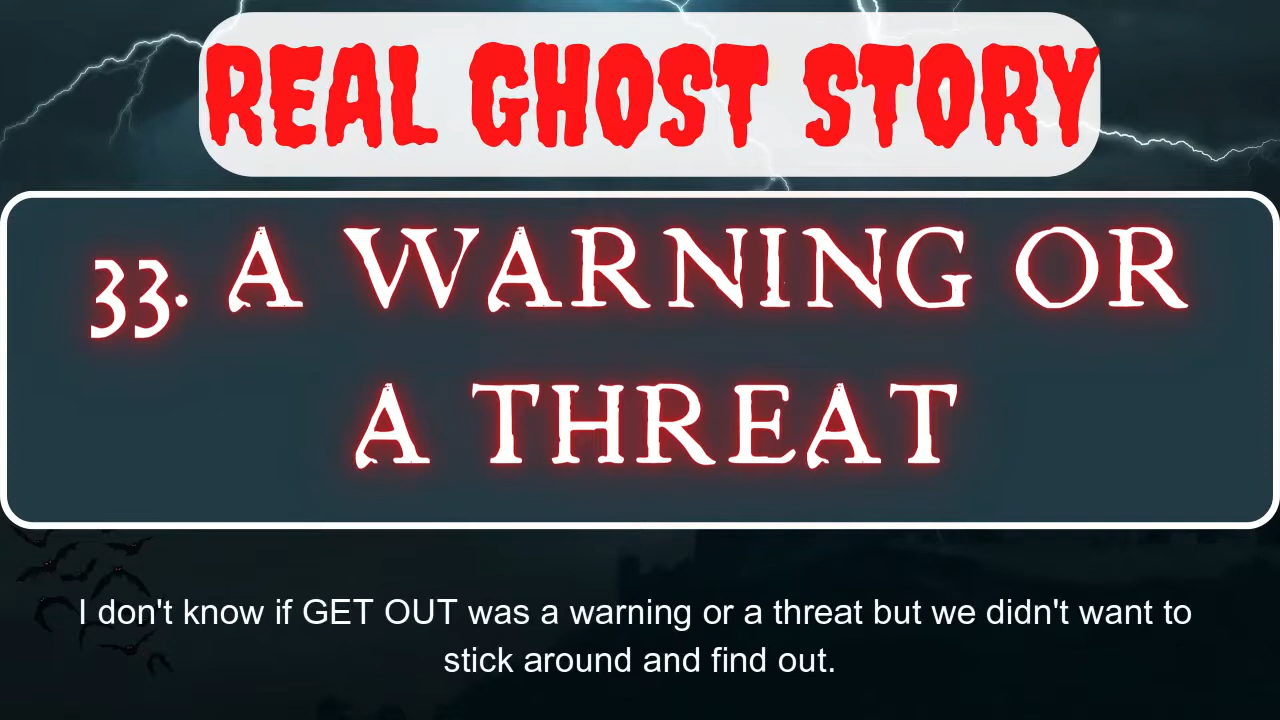 REAL GHOST STORY
33. A WARNING OR
A THREAT
I don't know if GET OUT was a warning or a threat but we didn't want to
stick around and find out.